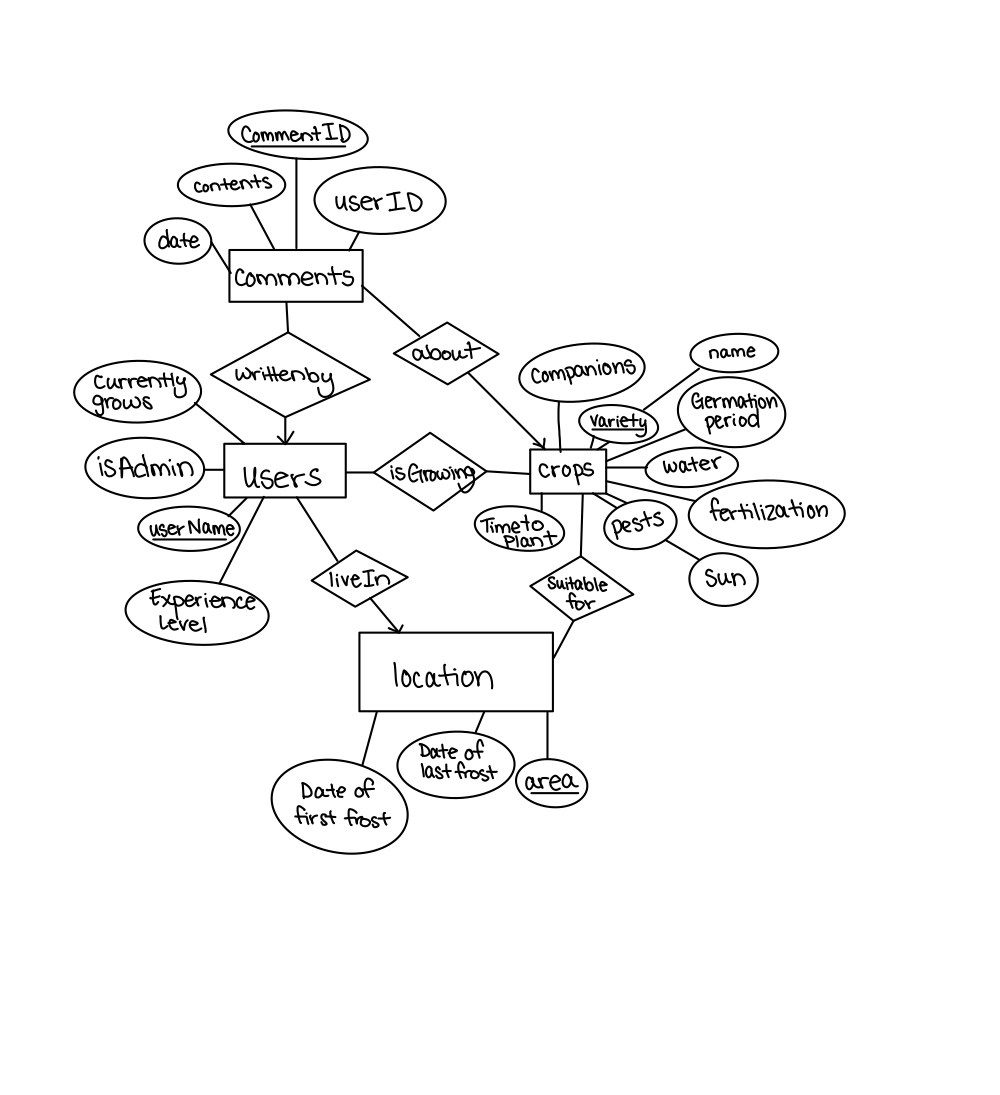 CommentID
contents
userID
date
Comments
about
writtenby
Currently
grows
isAdmin
users
userName
Experience
Level
isGrowing
liveIn
Companions
name
variety
Germation
period
crops
water
fertilization
Time to
Plant
pests
Sun
Suitable
for
location
Date of
first frost
Date of
last frost
area